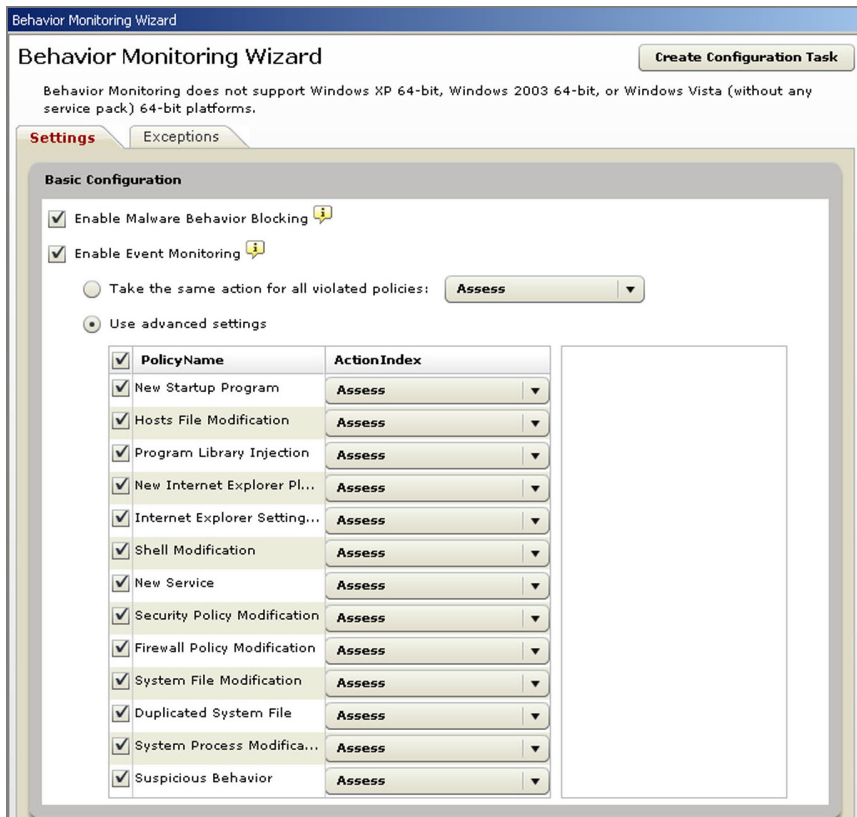 Behavior Monitoring Wizard
Behavior Monitoring Wizard
Create Configuration Task
Behavior Monitoring does not support Windows XP 64-bit, Windows 2003 64-bit, or Windows Vista (without any
service pack) 64-bit platforms.
Settings
Exceptions
Basic Configuration
Enable Malware Behavior Blocking
Enable Event Monitoring
Take the same action for all violated policies: Assess
Use advanced settings
PolicyName ActionIndex
New Startup Program Assess
Hosts File Modification Assess
Program Library Injection Assess
New Internet Explorer Pl... Assess
Internet Explorer Setting... Assess
Shell Modification Assess
New Service Assess
Security Policy Modification Assess
Firewall Policy Modification Assess
System File Modification Assess
Duplicated System File Assess
System Process Modifica... Assess
Suspicious Behavior Assess